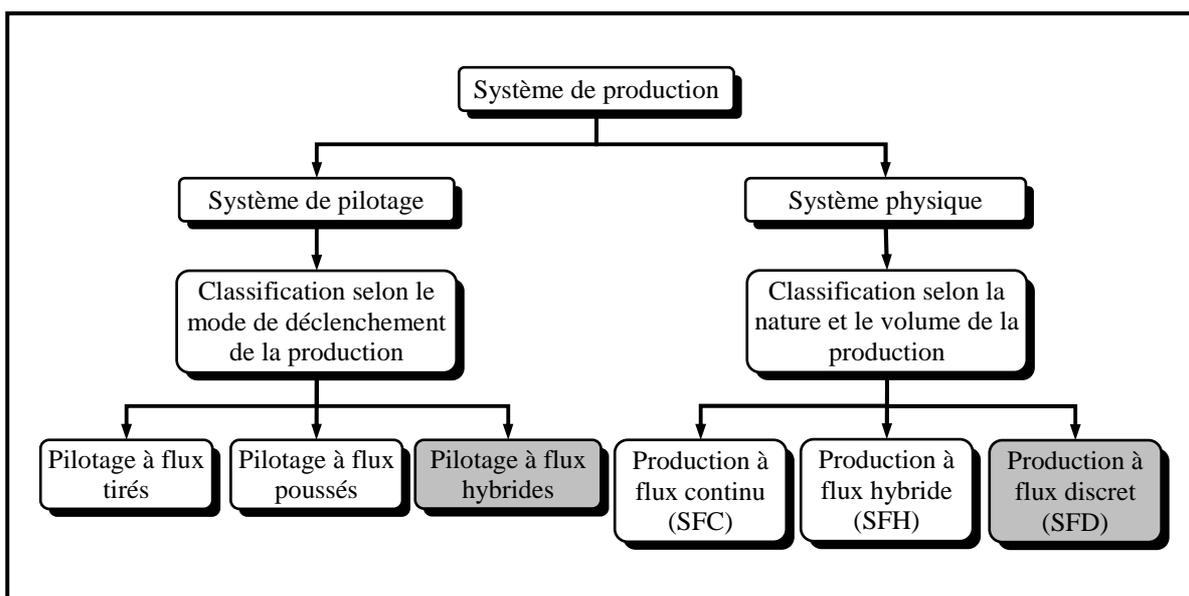 Système de production
Système de pilotage
Système physique
Classification selon le
mode de déclenchement
de la production
Classification selon la
nature et le volume de la
production
Pilotage à flux
tirés
Pilotage à flux
poussés
Pilotage à flux
hybrides
Production à
flux continu
(SFC)
Production à
flux hybride
(SFH)
Production à
flux discret
(SFD)